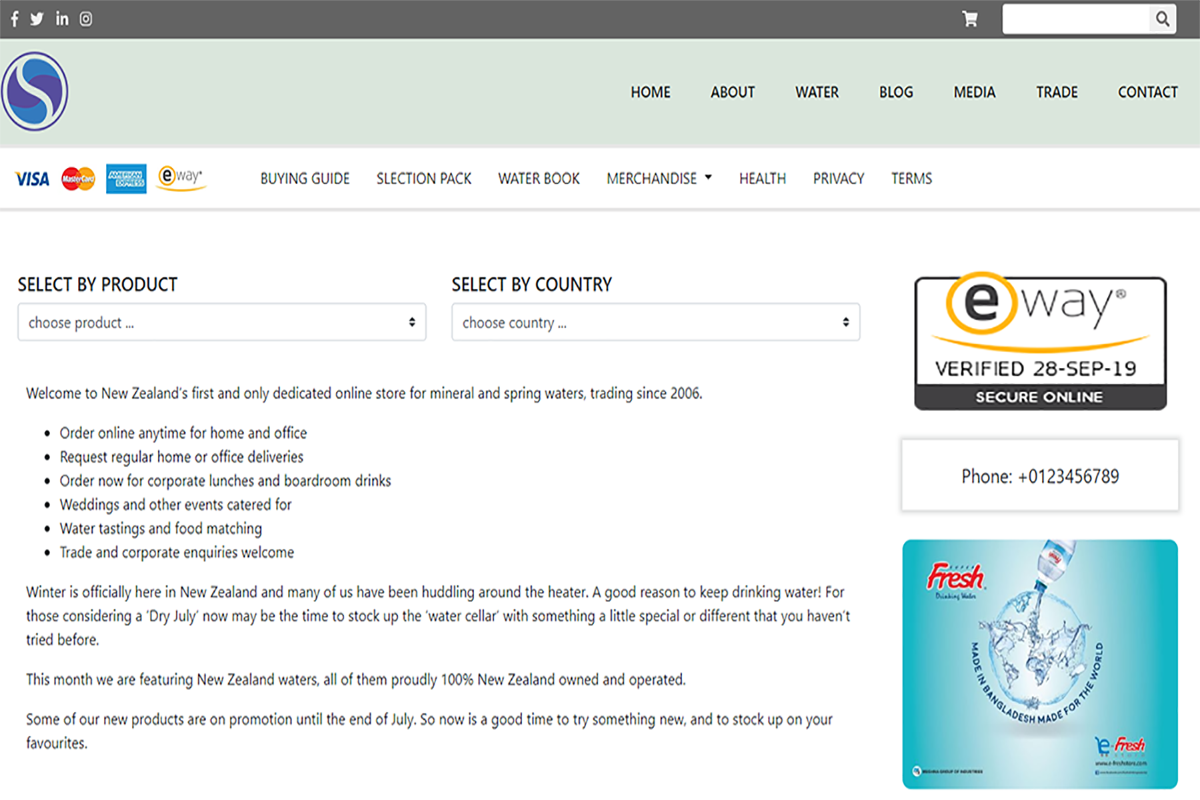 HOME ABOUT WATER BLOG MEDIA TRADE CONTACT
VISA MasterCard AMERICAN EXPRESS eway® BUYING GUIDE SLECTION PACK WATER BOOK MERCHANDISE HEALTH PRIVACY TERMS
SELECT BY PRODUCT
choose product ...
SELECT BY COUNTRY
choose country ...
Welcome to New Zealand's first and only dedicated online store for mineral and spring waters, trading since 2006.
• Order online anytime for home and office
• Request regular home or office deliveries
• Order now for corporate lunches and boardroom drinks
• Weddings and other events catered for
• Water tastings and food matching
• Trade and corporate enquiries welcome
Winter is officially here in New Zealand and many of us have been huddling around the heater. A good reason to keep drinking water! For
those considering a 'Dry July' now may be the time to stock up the 'water cellar' with something a little special or different that you haven't
tried before.
This month we are featuring New Zealand waters, all of them proudly 100% New Zealand owned and operated.
Some of our new products are on promotion until the end of July. So now is a good time to try something new, and to stock up on your
favourites.
eway®
VERIFIED 28-SEP-19
SECURE ONLINE
Phone: +0123456789
Fresh
Drinking Water
MADE IN BANGLADESH MADE FOR THE WORLD
e-Fresh